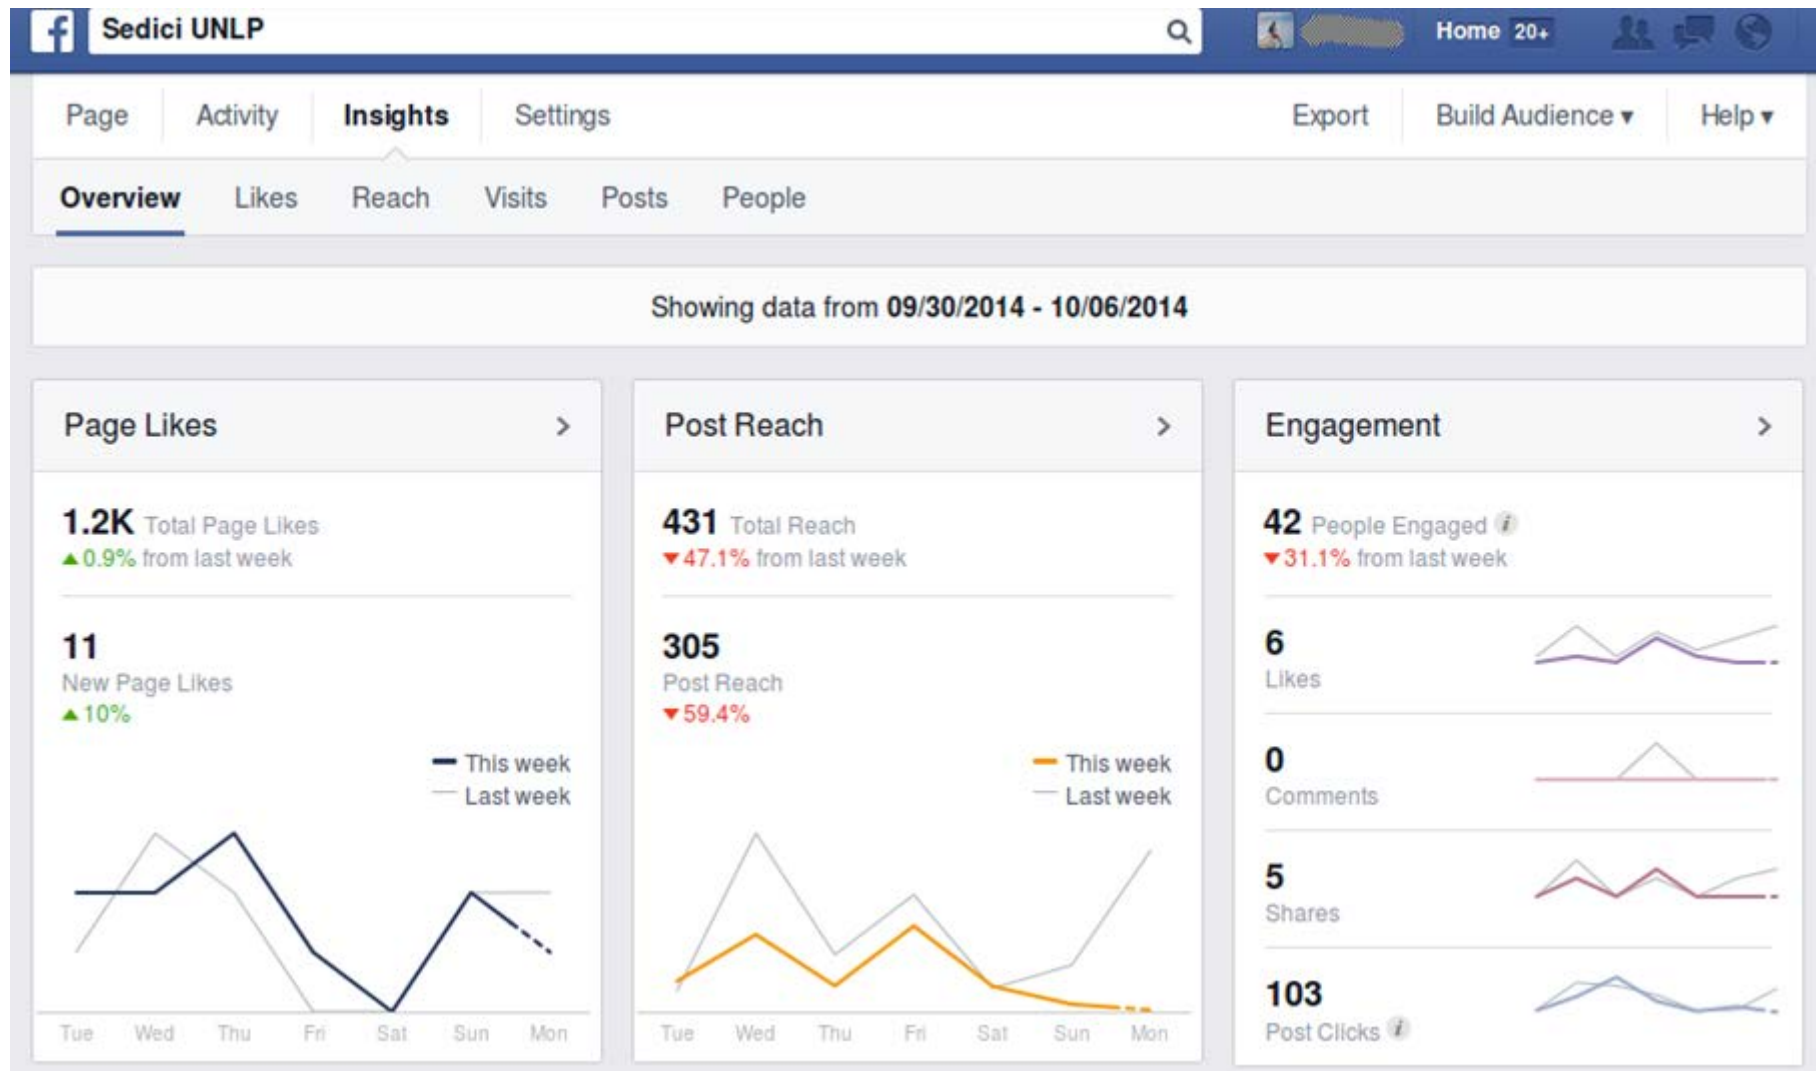 f Sedici UNLP Home 20+
Page Activity Insights Settings Export Build Audience ▾ Help ▾
Overview Likes Reach Visits Posts People
Showing data from 09/30/2014 - 10/06/2014
Page Likes >
1.2K Total Page Likes
▲0.9% from last week
11
New Page Likes
▲10%
This week
Last week
Tue Wed Thu Fri Sat Sun Mon
Post Reach >
431 Total Reach
▼47.1% from last week
305
Post Reach
▼59.4%
This week
Last week
Tue Wed Thu Fri Sat Sun Mon
Engagement >
42 People Engaged i
▼31.1% from last week
6
Likes
0
Comments
5
Shares
103
Post Clicks i